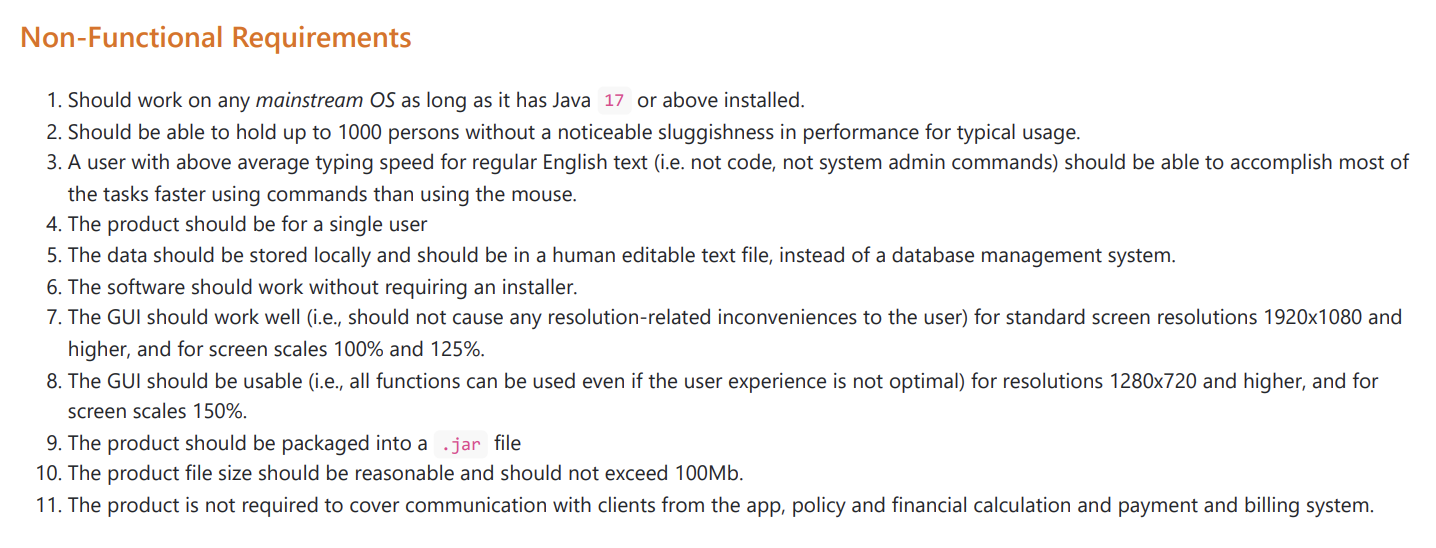 Non-Functional Requirements
1. Should work on any mainstream OS as long as it has Java 17 or above installed.
2. Should be able to hold up to 1000 persons without a noticeable sluggishness in performance for typical usage.
3. A user with above average typing speed for regular English text (i.e. not code, not system admin commands) should be able to accomplish most of
the tasks faster using commands than using the mouse.
4. The product should be for a single user
5. The data should be stored locally and should be in a human editable text file, instead of a database management system.
6. The software should work without requiring an installer.
7. The GUI should work well (i.e., should not cause any resolution-related inconveniences to the user) for standard screen resolutions 1920x1080 and
higher, and for screen scales 100% and 125%.
8. The GUI should be usable (i.e., all functions can be used even if the user experience is not optimal) for resolutions 1280x720 and higher, and for
screen scales 150%.
9. The product should be packaged into a .jar file
10. The product file size should be reasonable and should not exceed 100Mb.
11. The product is not required to cover communication with clients from the app, policy and financial calculation and payment and billing system.